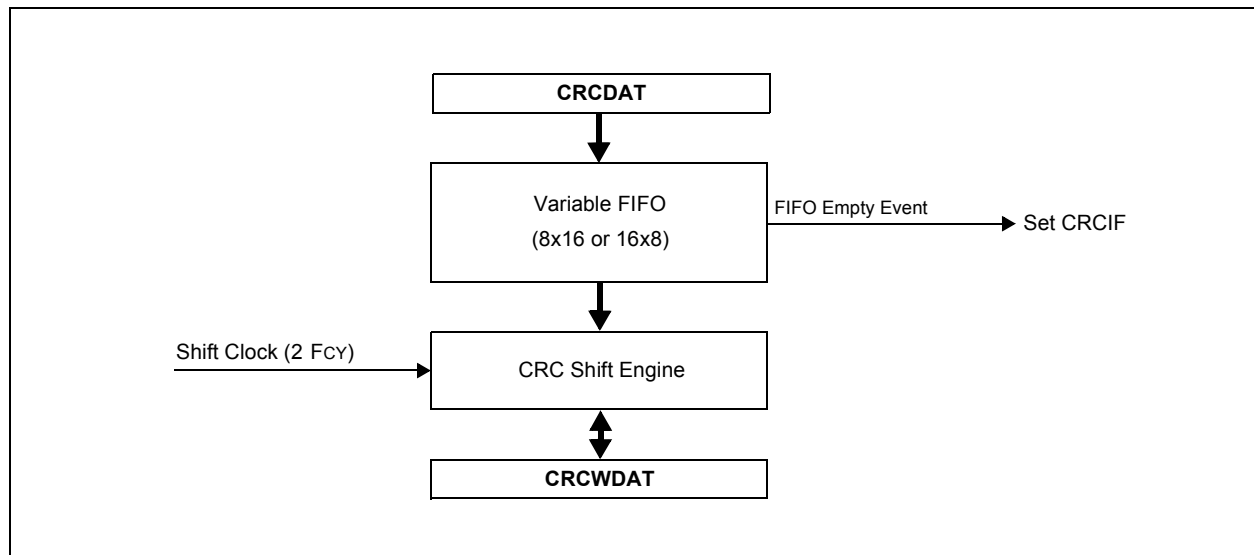 CRCDAT
Variable FIFO
(8x16 or 16x8)
FIFO Empty Event
Set CRCIF
Shift Clock (2 FCY)
CRC Shift Engine
CRCWDAT